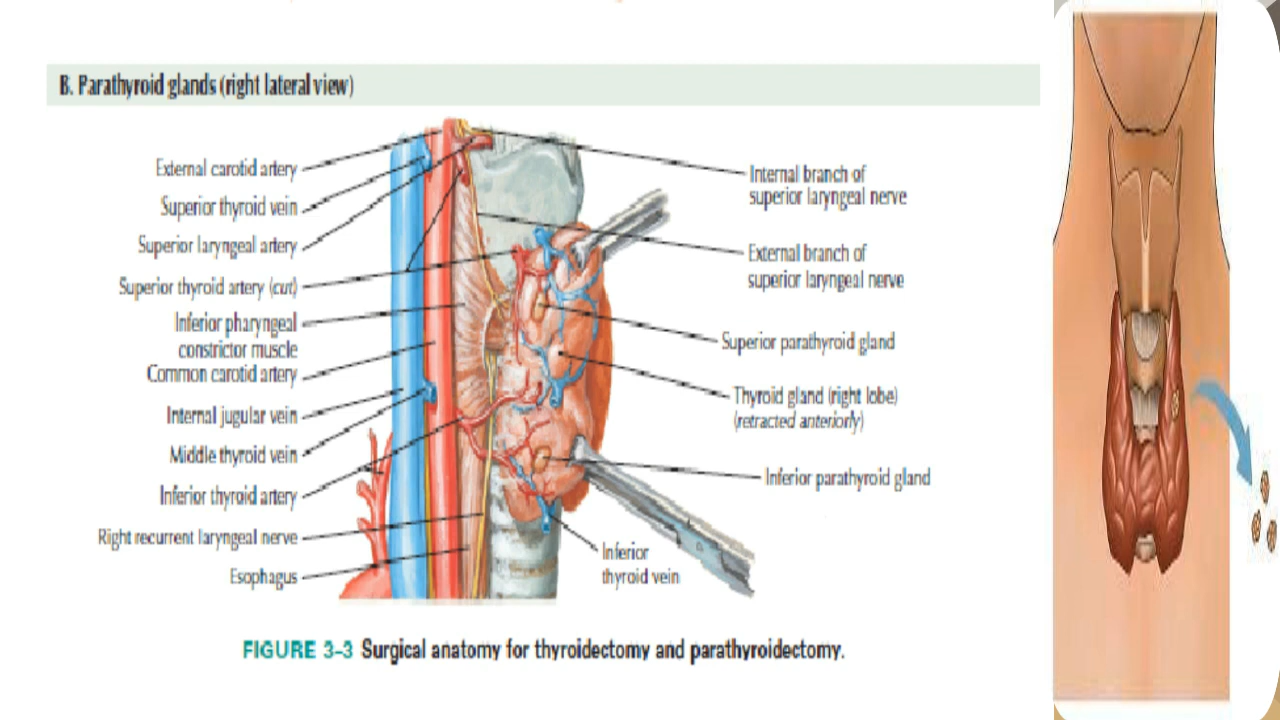 B. Parathyroid glands (right lateral view)
External carotid artery
Superior thyroid vein
Superior laryngeal artery
Superior thyroid artery (cut)
Inferior pharyngeal
constrictor muscle
Common carotid artery
Internal jugular vein
Middle thyroid vein
Inferior thyroid artery
Right recurrent laryngeal nerve
Esophagus
Internal branch of
superior laryngeal nerve
External branch of
superior laryngeal nerve
Superior parathyroid gland
Thyroid gland (right lobe)
(retracted anteriorly)
Inferior parathyroid gland
Inferior
thyroid vein
FIGURE 3–3 Surgical anatomy for thyroidectomy and parathyroidectomy.